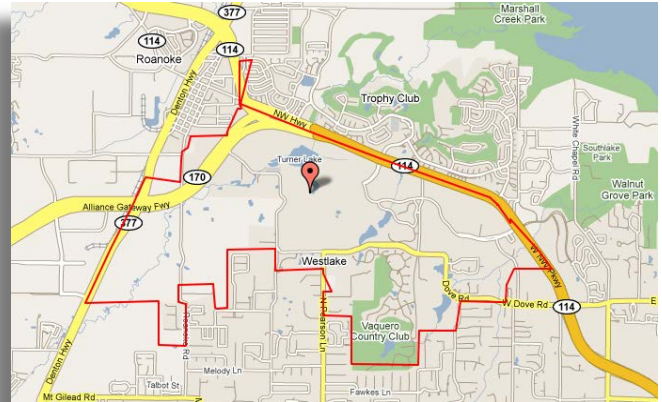 377
Marshall
Creek Park
114
Roanoke
114
Denton Hwy
NW Hwy
Trophy Club
White Chapel Rd
Southlake
Park
Turner Lake
114
Walnut
Grove Park
170
Alliance Gateway Fwy
377
W NW Pkwy
Westlake
Dove Rd
W Dove Rd
E
114
N Pearson Ln
Vaquero
Country Club
Denton Hwy
Melody Ln
Talbot St
Mt Gilead Rd
Fawkes Ln